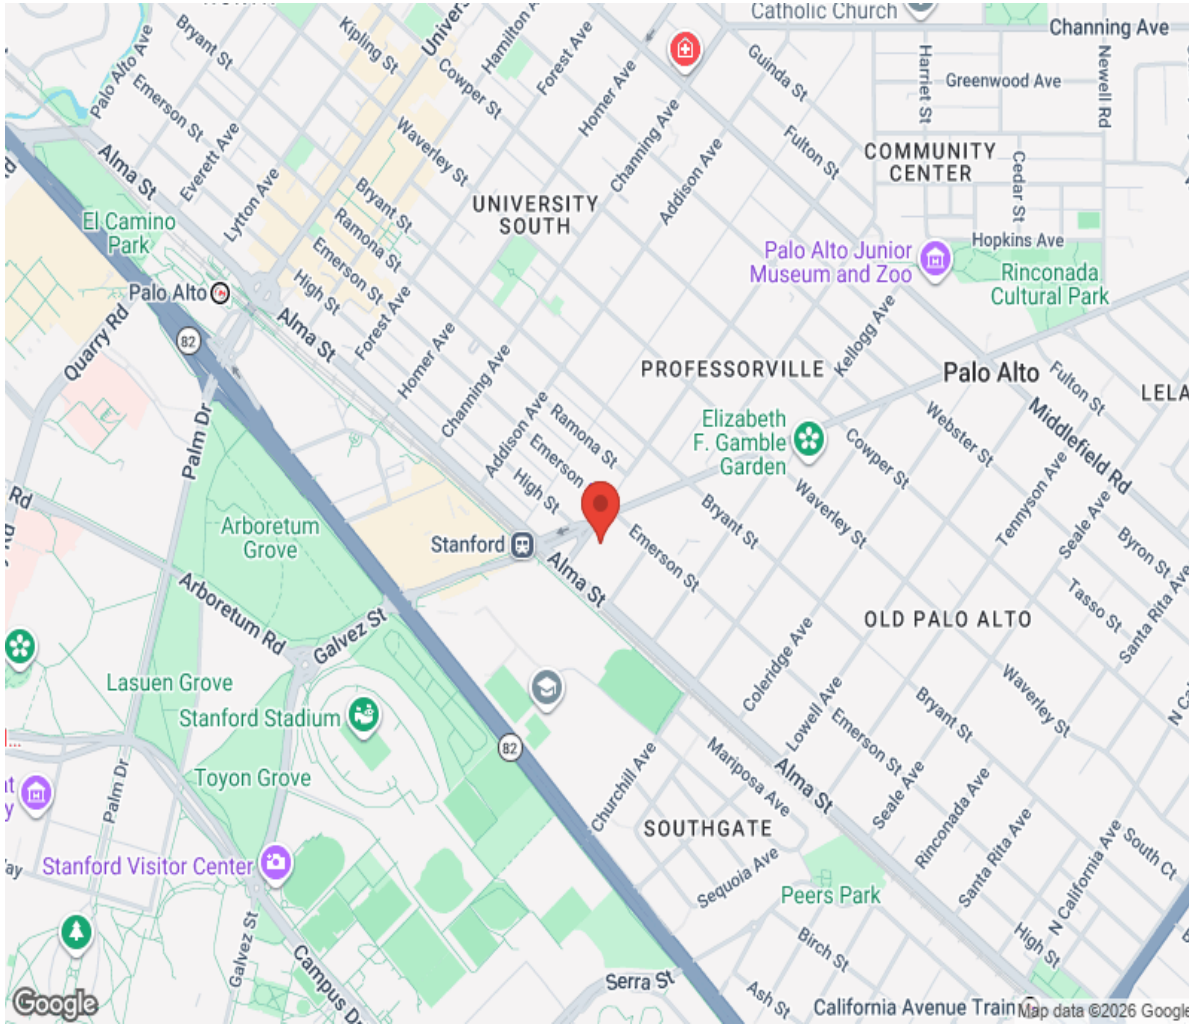 Catholic Church
Channing Ave
Kipling St
Bryant St
Hamilton A
Forest Ave
Palo Alto Ave
Cowper St
Guinda St
Harriet St
Greenwood Ave
Newell Rd
Emerson St
Homer Ave
Everett Ave
Waverley St
Channing Ave
Fulton St
Alma St
Addison Ave
COMMUNITY
CENTER
Cedar St
Lytton Ave
Bryant St
UNIVERSITY
SOUTH
El Camino
Park
Ramona St
Emerson St
Hopkins Ave
Palo Alto Junior
Museum and Zoo
Rinconada
Cultural Park
High St
Palo Alto
Forest Ave
Alma St
Quarry Rd
82
Homer Ave
Kellogg Ave
Channing Ave
PROFESSORVILLE
Palo Alto
Fulton St
LELA
Addison Ave
Ramona St
Elizabeth
F. Gamble
Garden
Webster St
Middlefield Rd
Palm Dr
Emerson St
Cowper St
High St
Rd
Waverley St
Tennyson Ave
Seale Ave
Arboretum
Grove
Bryant St
Byron St
Stanford
Alma St
Emerson St
Arboretum Rd
Tasso St
Santa Rita Ave
Galvez St
OLD PALO ALTO
Coleridge Ave
Lasuen Grove
Stanford Stadium
Lowell Ave
Waverley St
Bryant St
N Ca
Emerson St
82
Toyon Grove
Palm Dr
Mariposa Ave
Alma St
Churchill Ave
Seale Ave
Rinconada Ave
SOUTHGATE
Santa Rita Ave
South Ct
Stanford Visitor Center
Sequoia Ave
Peers Park
N California Ave
Galvez St
Birch St
High St
Campus Dr
Serra St
Ash St
California Avenue Train
Google
Map data ©2026 Google